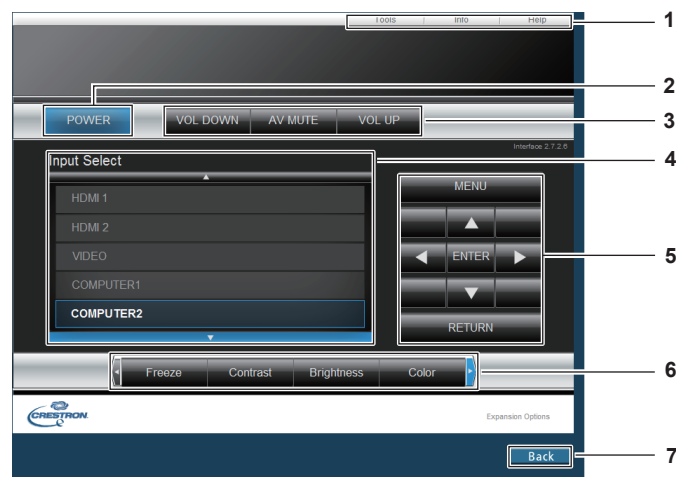 Tools Info Help 1
2
POWER VOL DOWN AV MUTE VOL UP 3
Interface 2.7.2.6
Input Select 4
HDMI 1
HDMI 2
VIDEO
COMPUTER1
COMPUTER2
MENU
ENTER 5
RETURN
Freeze Contrast Brightness Color 6
CRESTRON Expansion Options
Back 7